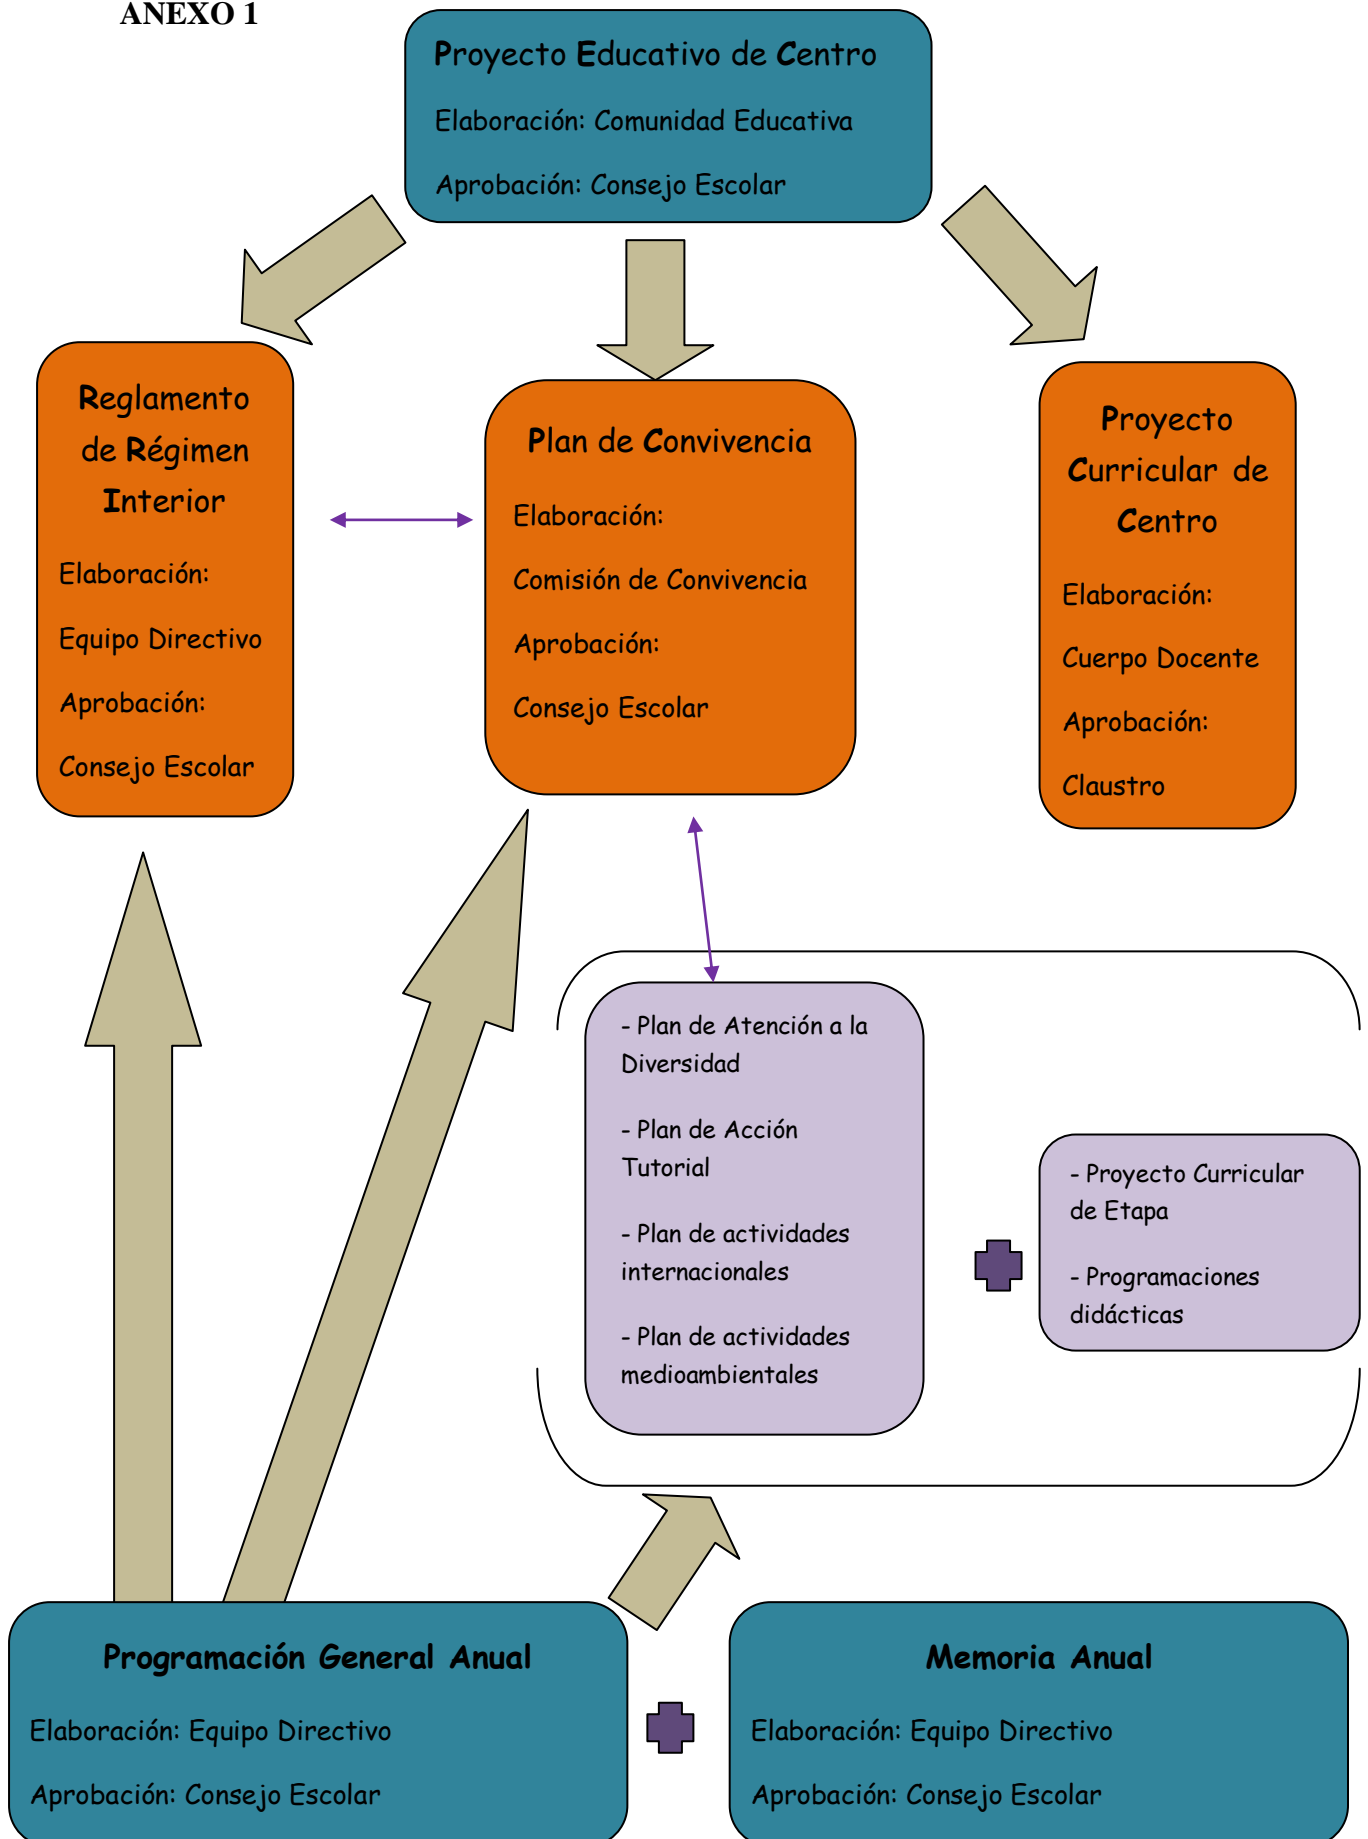 ANEXO 1
Proyecto Educativo de Centro
Elaboración: Comunidad Educativa
Aprobación: Consejo Escolar
Reglamento
de Régimen
Interior
Elaboración:
Equipo Directivo
Aprobación:
Consejo Escolar
Plan de Convivencia
Elaboración:
Comisión de Convivencia
Aprobación:
Consejo Escolar
Proyecto
Curricular de
Centro
Elaboración:
Cuerpo Docente
Aprobación:
Claustro
- Plan de Atención a la
Diversidad
- Plan de Acción
Tutorial
- Plan de actividades
internacionales
- Plan de actividades
medioambientales
- Proyecto Curricular
de Etapa
- Programaciones
didácticas
Programación General Anual
Elaboración: Equipo Directivo
Aprobación: Consejo Escolar
Memoria Anual
Elaboración: Equipo Directivo
Aprobación: Consejo Escolar